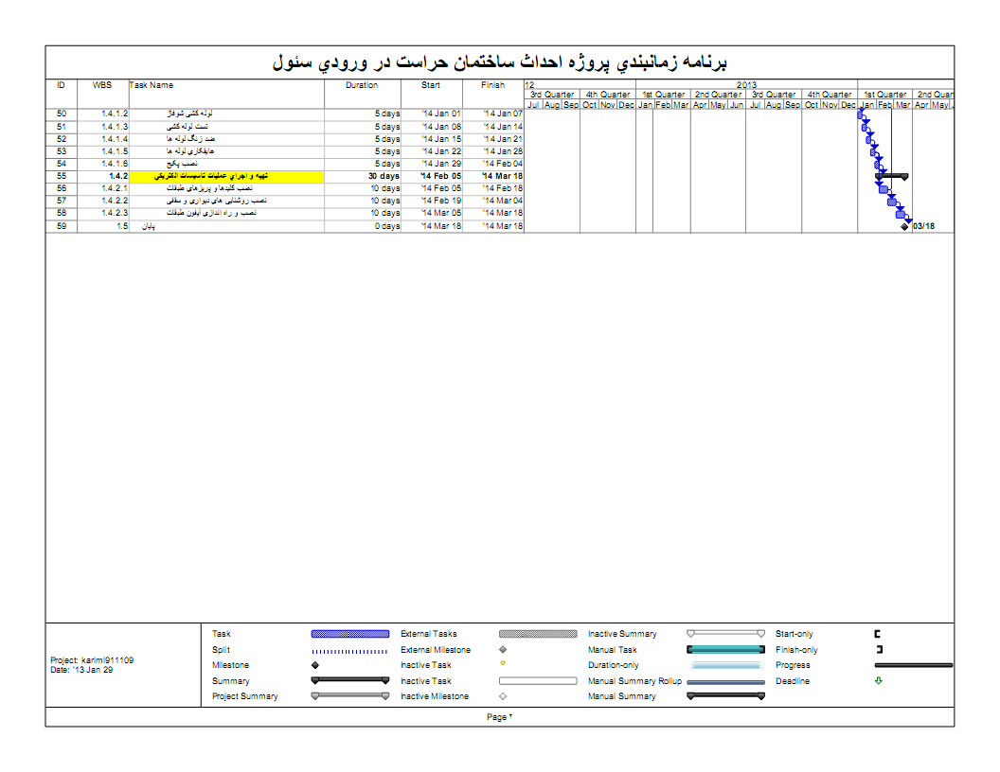 برنامه زمانبندي پروژه احداث ساختمان حراست در ورودي سئول
ID WBS Task Name Duration Start Finish 12 2013
3rd Quarter 4th Quarter 1st Quarter 2nd Quarter 3rd Quarter 4th Quarter 1st Quarter 2nd Quar
Jul Aug Sep Oct Nov Dec Jan Feb Mar Apr May Jun Jul Aug Sep Oct Nov Dec Jan Feb Mar Apr May
50 1.4.1.2 لوله کشی شوفاژ 5 days '14 Jan 01 '14 Jan 07
51 1.4.1.3 تست لوله کشی 5 days '14 Jan 08 '14 Jan 14
52 1.4.1.4 ضد زنگ لوله ها 5 days '14 Jan 15 '14 Jan 21
53 1.4.1.5 عایقکاری لوله ها 5 days '14 Jan 22 '14 Jan 28
54 1.4.1.6 نصب پکیج 5 days '14 Jan 29 '14 Feb 04
55 1.4.2 تهيه و اجراي عمليات تاسيسات الکتريکي 30 days '14 Feb 05 '14 Mar 18
56 1.4.2.1 نصب کلیدها و پریزهای طبقات 10 days '14 Feb 05 '14 Feb 18
57 1.4.2.2 نصب روشنایی های دیواری و سقفی 10 days '14 Feb 19 '14 Mar 04
58 1.4.2.3 نصب و راه اندازی آیفون طبقات 10 days '14 Mar 05 '14 Mar 18
59 1.5 پایان 0 days '14 Mar 18 '14 Mar 18 03/18
Task External Tasks Inactive Summary Start-only
Split External Milestone Manual Task Finish-only
Milestone Inactive Task Duration-only Progress
Summary Inactive Task Manual Summary Rollup Deadline
Project Summary Inactive Milestone Manual Summary
Project: karimi911109
Date: '13 Jan 29
Page ۲